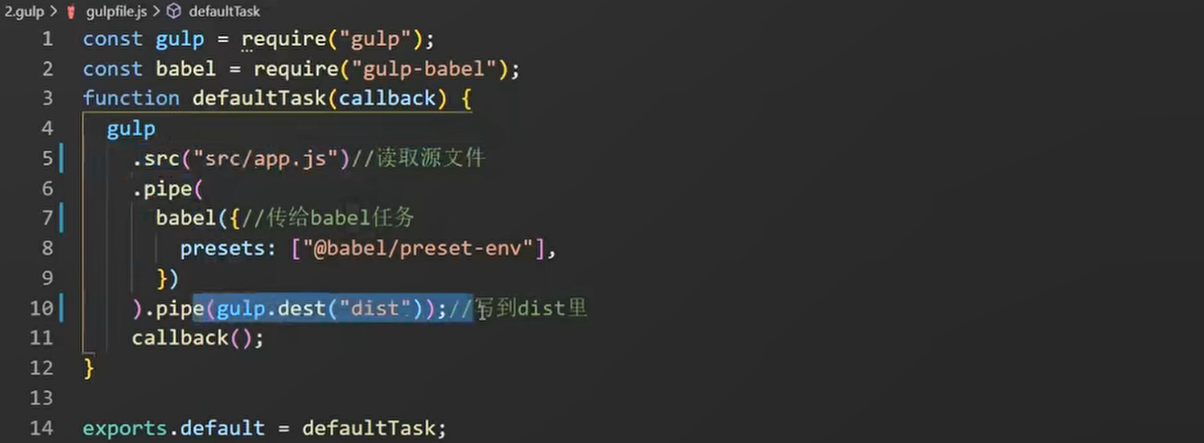 2.gulp > gulpfile.js > defaultTask
1 const gulp = require("gulp");
2 const babel = require("gulp-babel");
3 function defaultTask(callback) {
4 gulp
5 .src("src/app.js")//读取源文件
6 .pipe(
7 babel({//传给babel任务
8 presets: ["@babel/preset-env"],
9 })
10 ).pipe(gulp.dest("dist"));//写到dist里
11 callback();
12 }
13
14 exports.default = defaultTask;